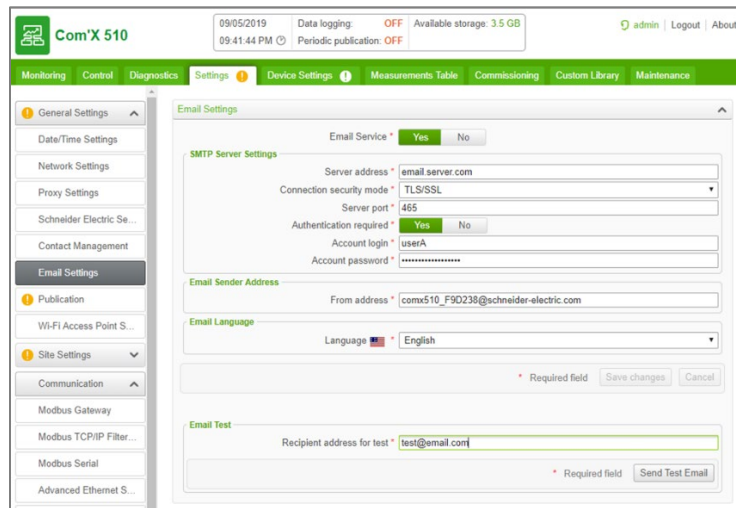 Com'X 510
09/05/2019
09:41:44 PM
Data logging: OFF
Periodic publication: OFF
Available storage: 3.5 GB
admin | Logout | About
Monitoring Control Diagnostics Settings Device Settings Measurements Table Commissioning Custom Library Maintenance
General Settings
Date/Time Settings
Network Settings
Proxy Settings
Schneider Electric Se...
Contact Management
Email Settings
Publication
Wi-Fi Access Point S...
Site Settings
Communication
Modbus Gateway
Modbus TCP/IP Filter...
Modbus Serial
Advanced Ethernet S...
Email Settings
Email Service * Yes No
SMTP Server Settings
Server address * email.server.com
Connection security mode * TLS/SSL
Server port * 465
Authentication required * Yes No
Account login * userA
Account password * ••••••••••••••••••
Email Sender Address
From address * comx510_F9D238@schneider-electric.com
Email Language
Language * English
* Required field Save changes Cancel
Email Test
Recipient address for test * test@email.com
* Required field Send Test Email